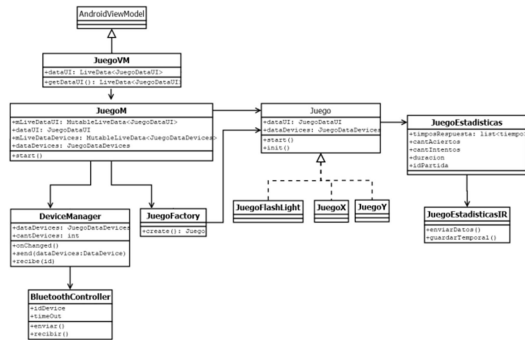 AndroidViewModel
JuegoVM
+dataUI: LiveData<JuegoDataUI>
+getDataUI(): LiveData<JuegoDataUI>
JuegoM
+mLiveDataUI: MutableLiveData<JuegoDataUI>
+dataUI: JuegoDataUI
+mLiveDataDevices: MutableLiveData<JuegoDataDevices>
+dataDevices: JuegoDataDevices
+start()
Juego
+dataUI: JuegoDataUI
+dataDevices: JuegoDataDevices
+start()
+init()
JuegoEstadisticas
+timposRespuesta: list<tiempo>
+cantAciertos
+cantIntentos
+duracion
+idPartida
DeviceManager
+dataDevices: JuegoDataDevices
+cantDevices: int
+onChanged()
+send(dataDevices:DataDevice)
+recibe(id)
JuegoFactory
+create(): Juego
JuegoFlashLight
JuegoX
JuegoY
JuegoEstadisticasIR
+enviarDatos()
+guardarTemporal()
BluetoothController
+idDevice
+timeOut
+enviar()
+recibir()